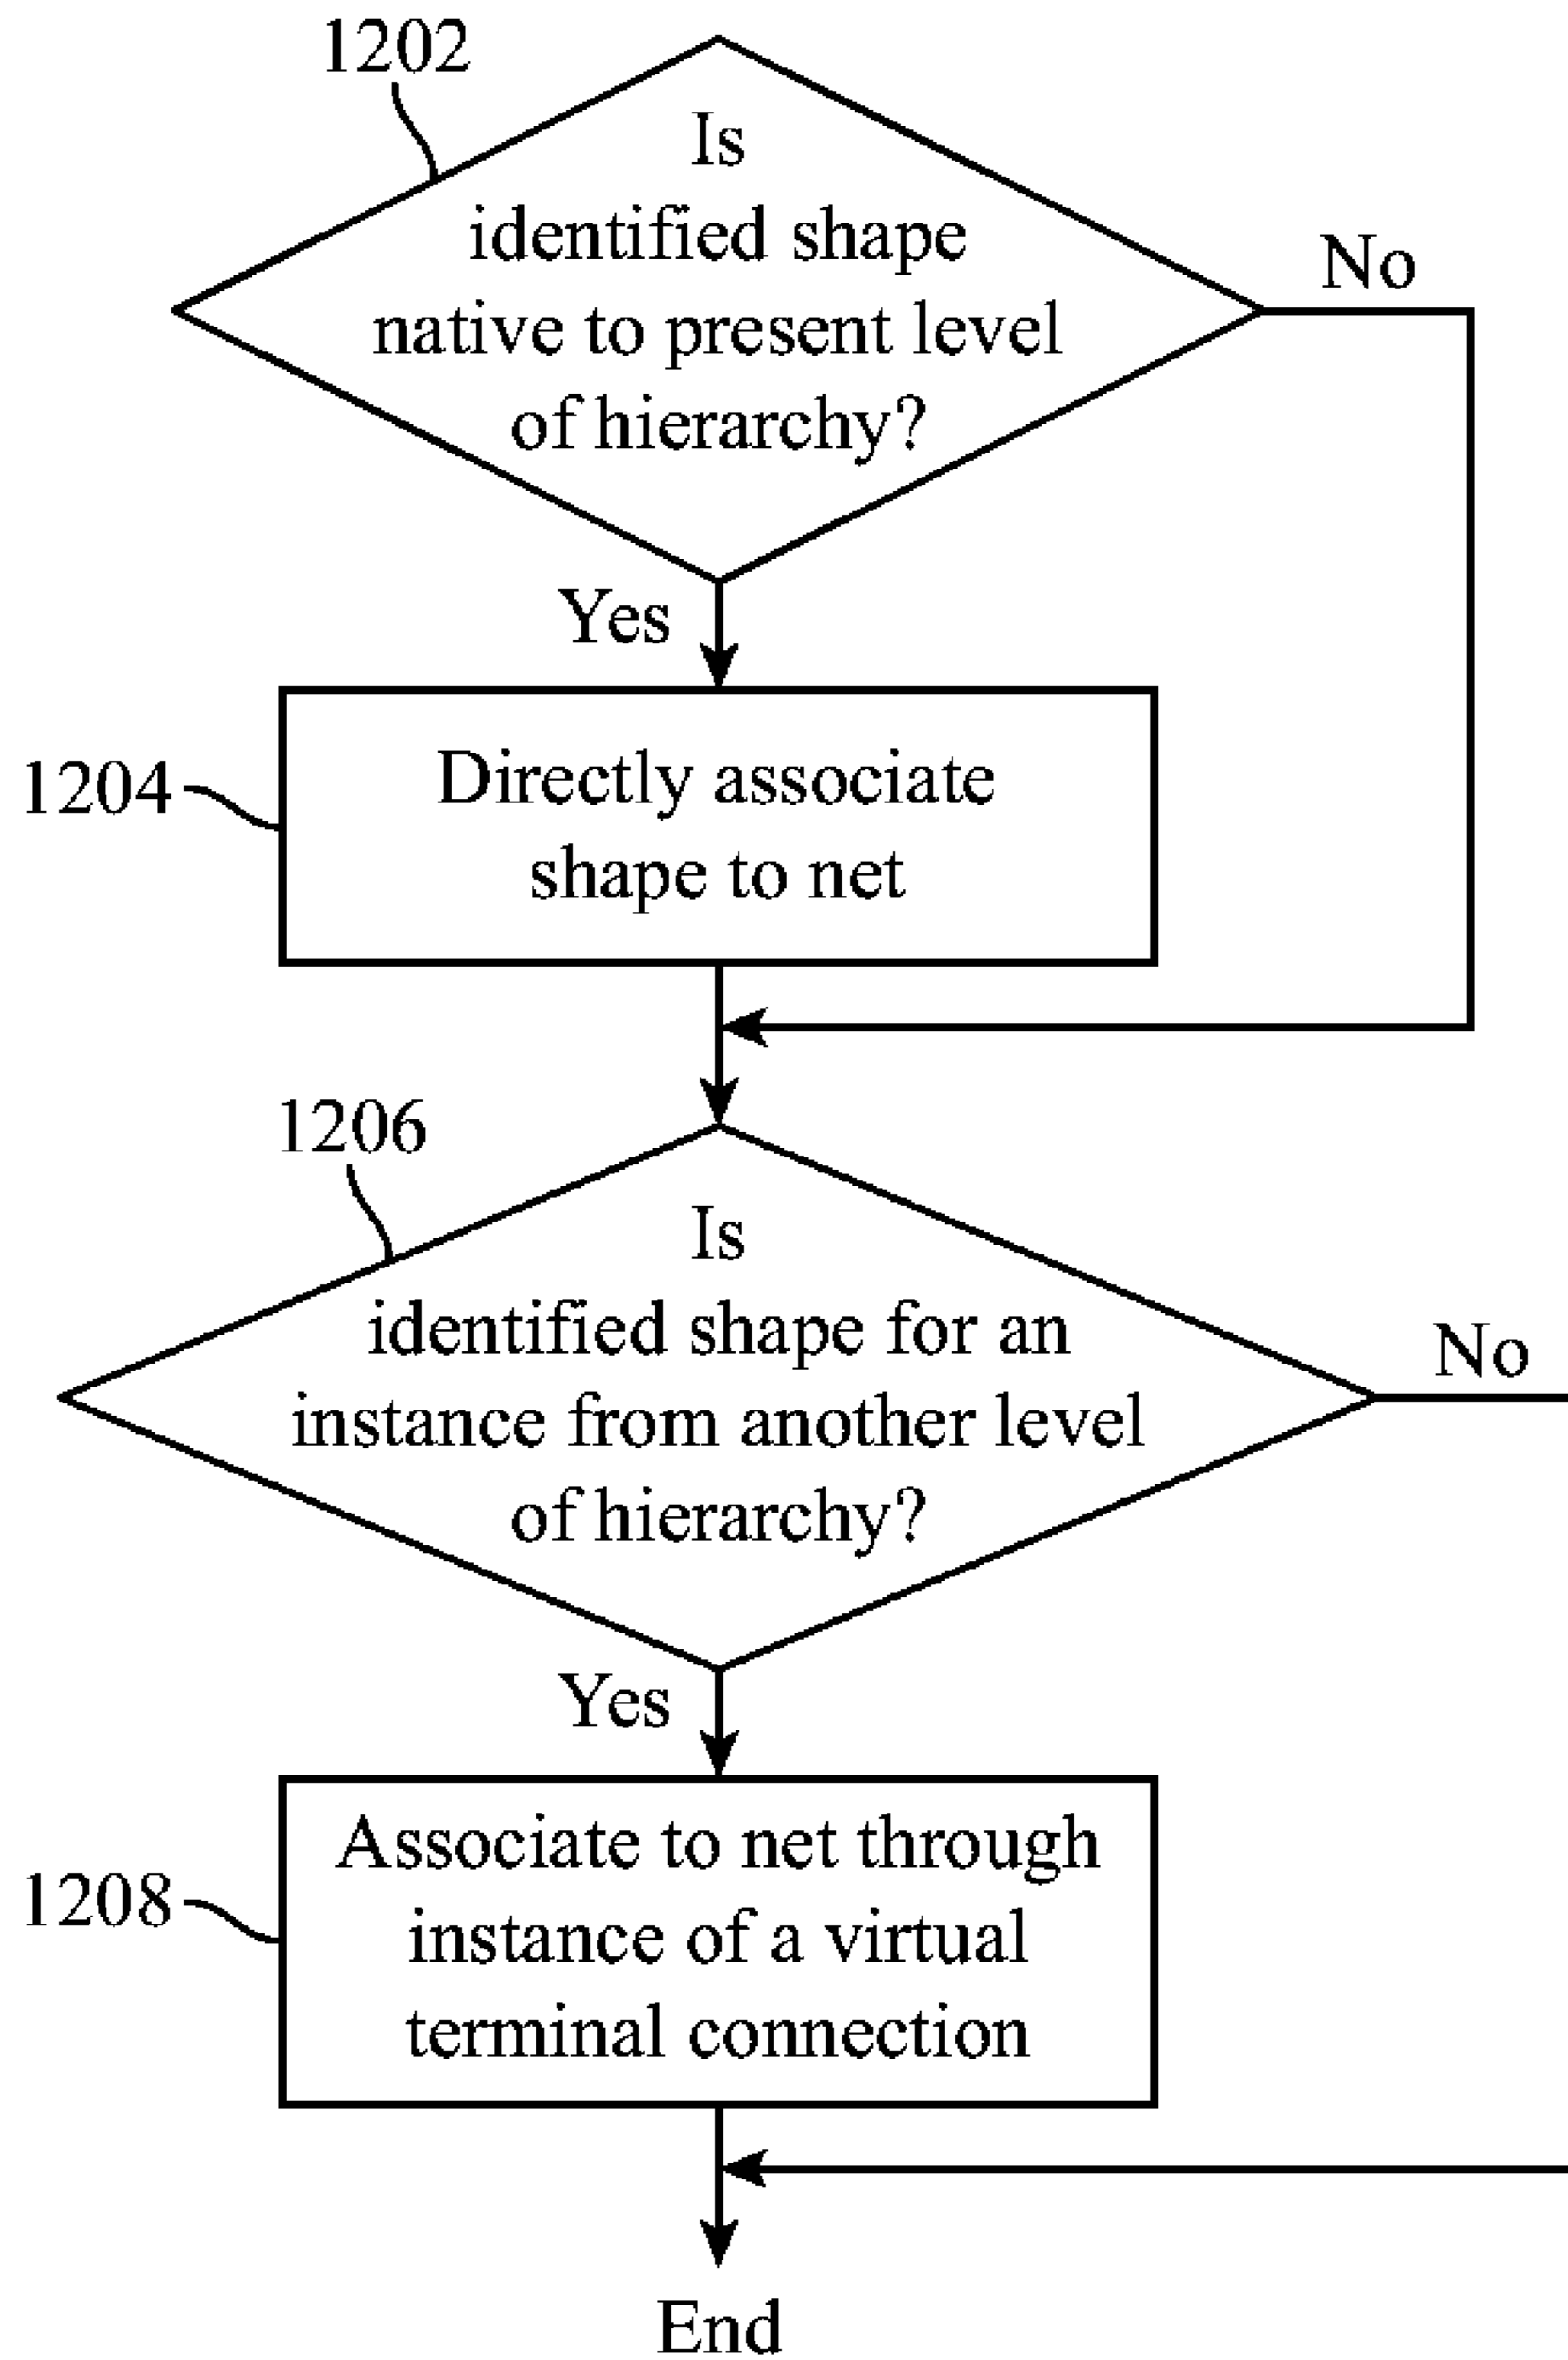 1202
Is
identified shape
native to present level
of hierarchy?
No
Yes
1204
Directly associate
shape to net
1206
Is
identified shape for an
instance from another level
of hierarchy?
No
Yes
1208
Associate to net through
instance of a virtual
terminal connection
End